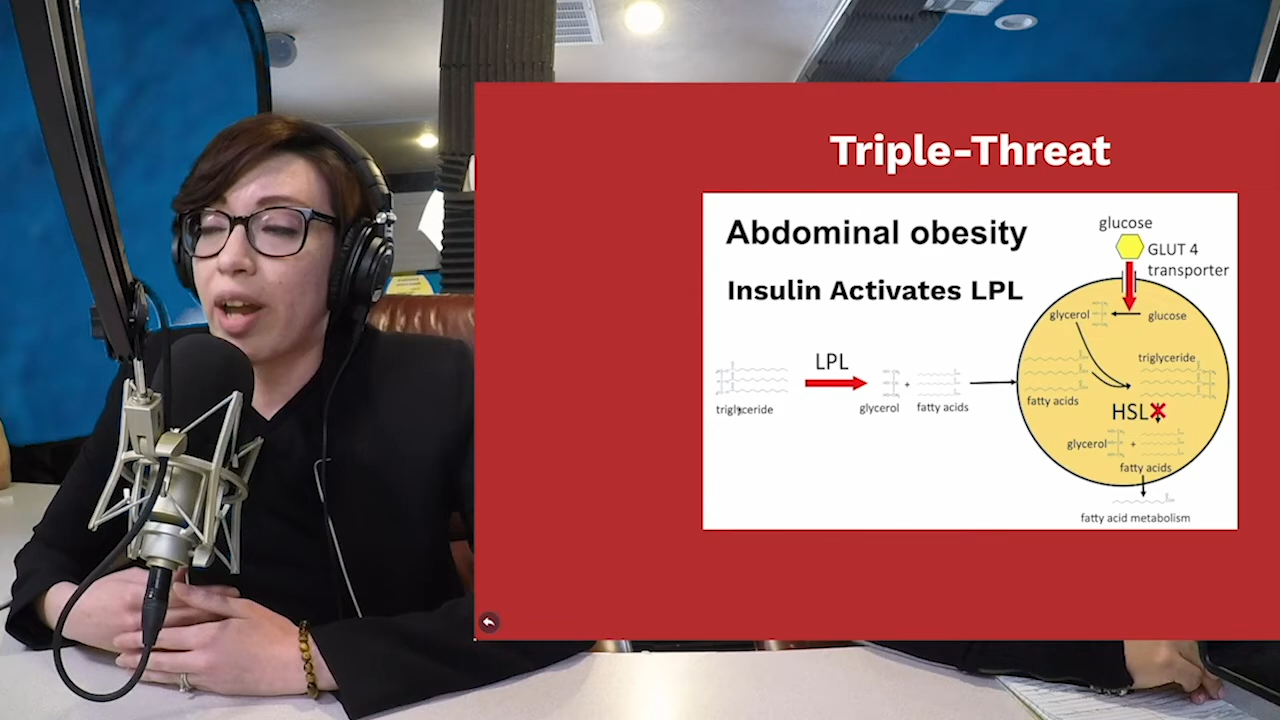 Triple-Threat
Abdominal obesity
Insulin Activates LPL
glucose
GLUT 4
transporter
glycerol
glucose
LPL
triglyceride
triglyceride
glycerol
+
fatty acids
fatty acids
HSL
glycerol
+
fatty acids
fatty acid metabolism